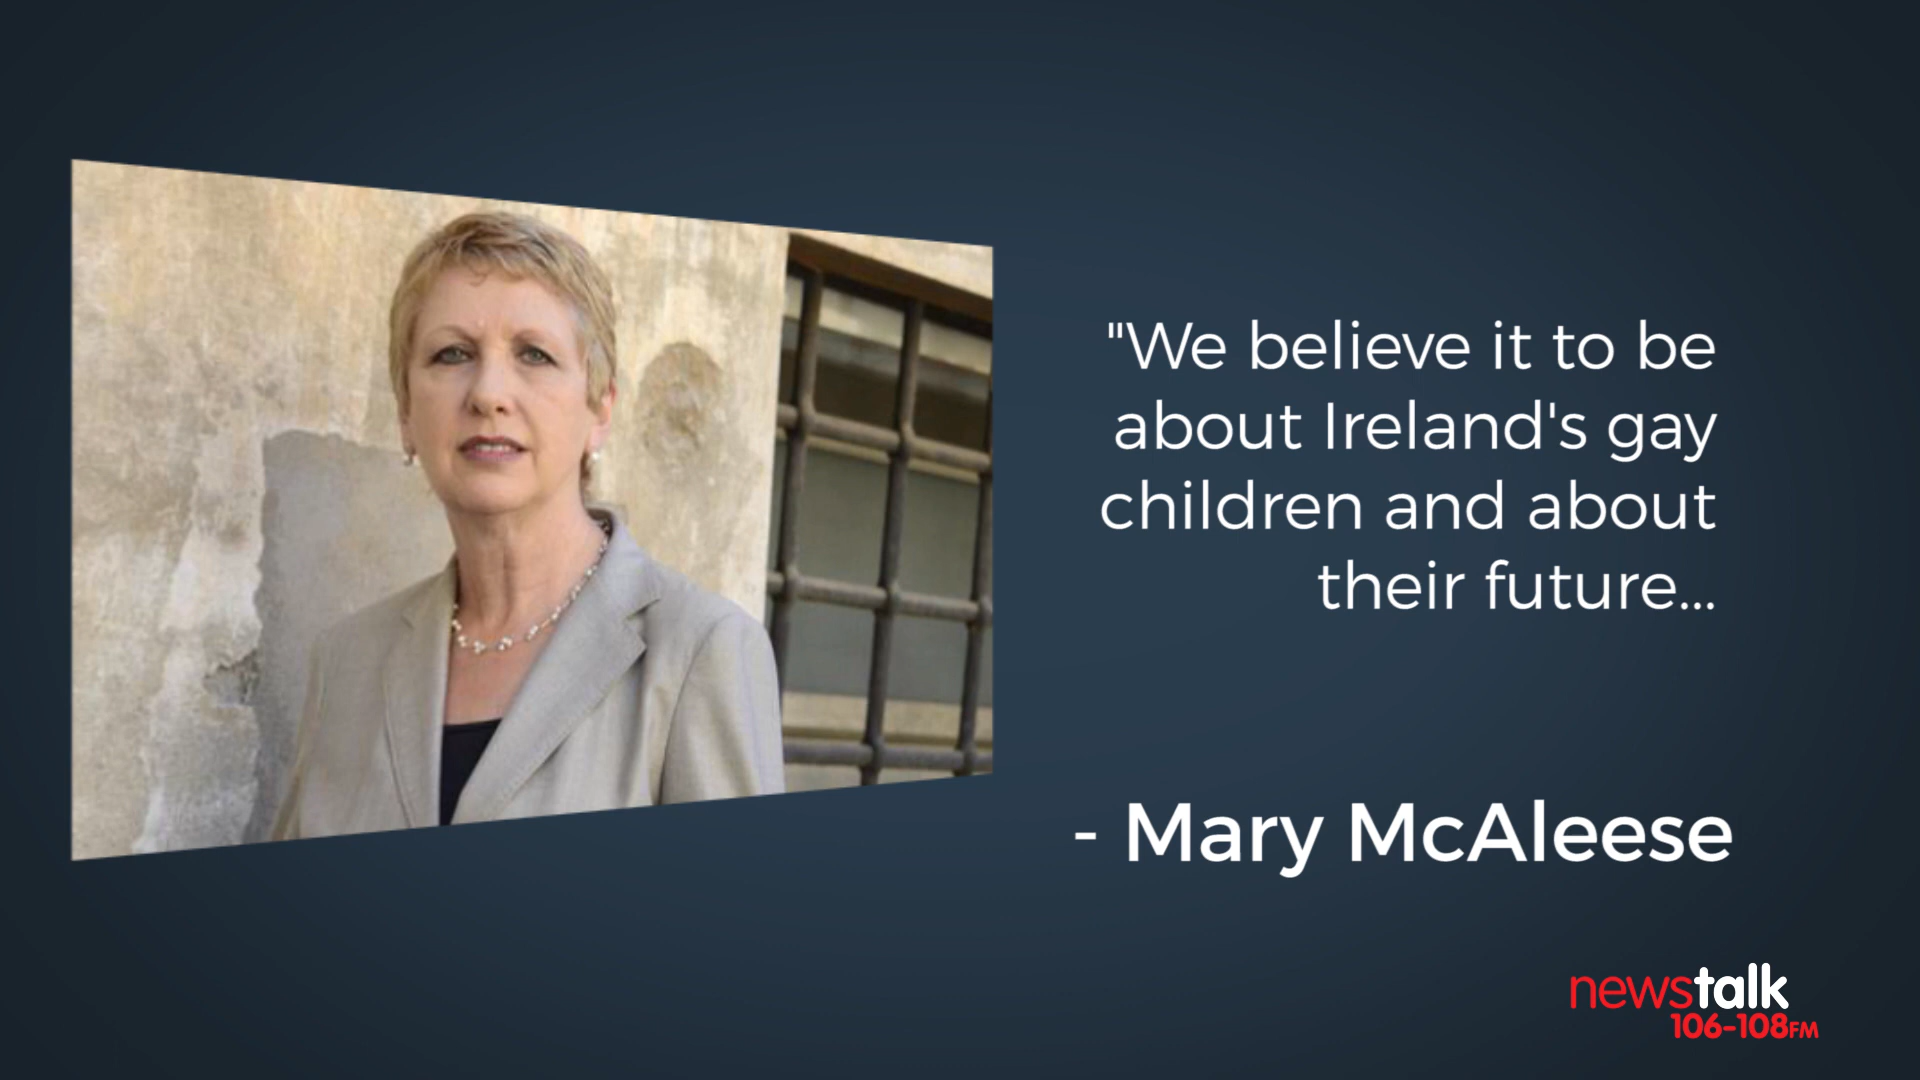 "We believe it to be
about Ireland's gay
children and about
their future...
- Mary McAleese
newstalk
106-108FM